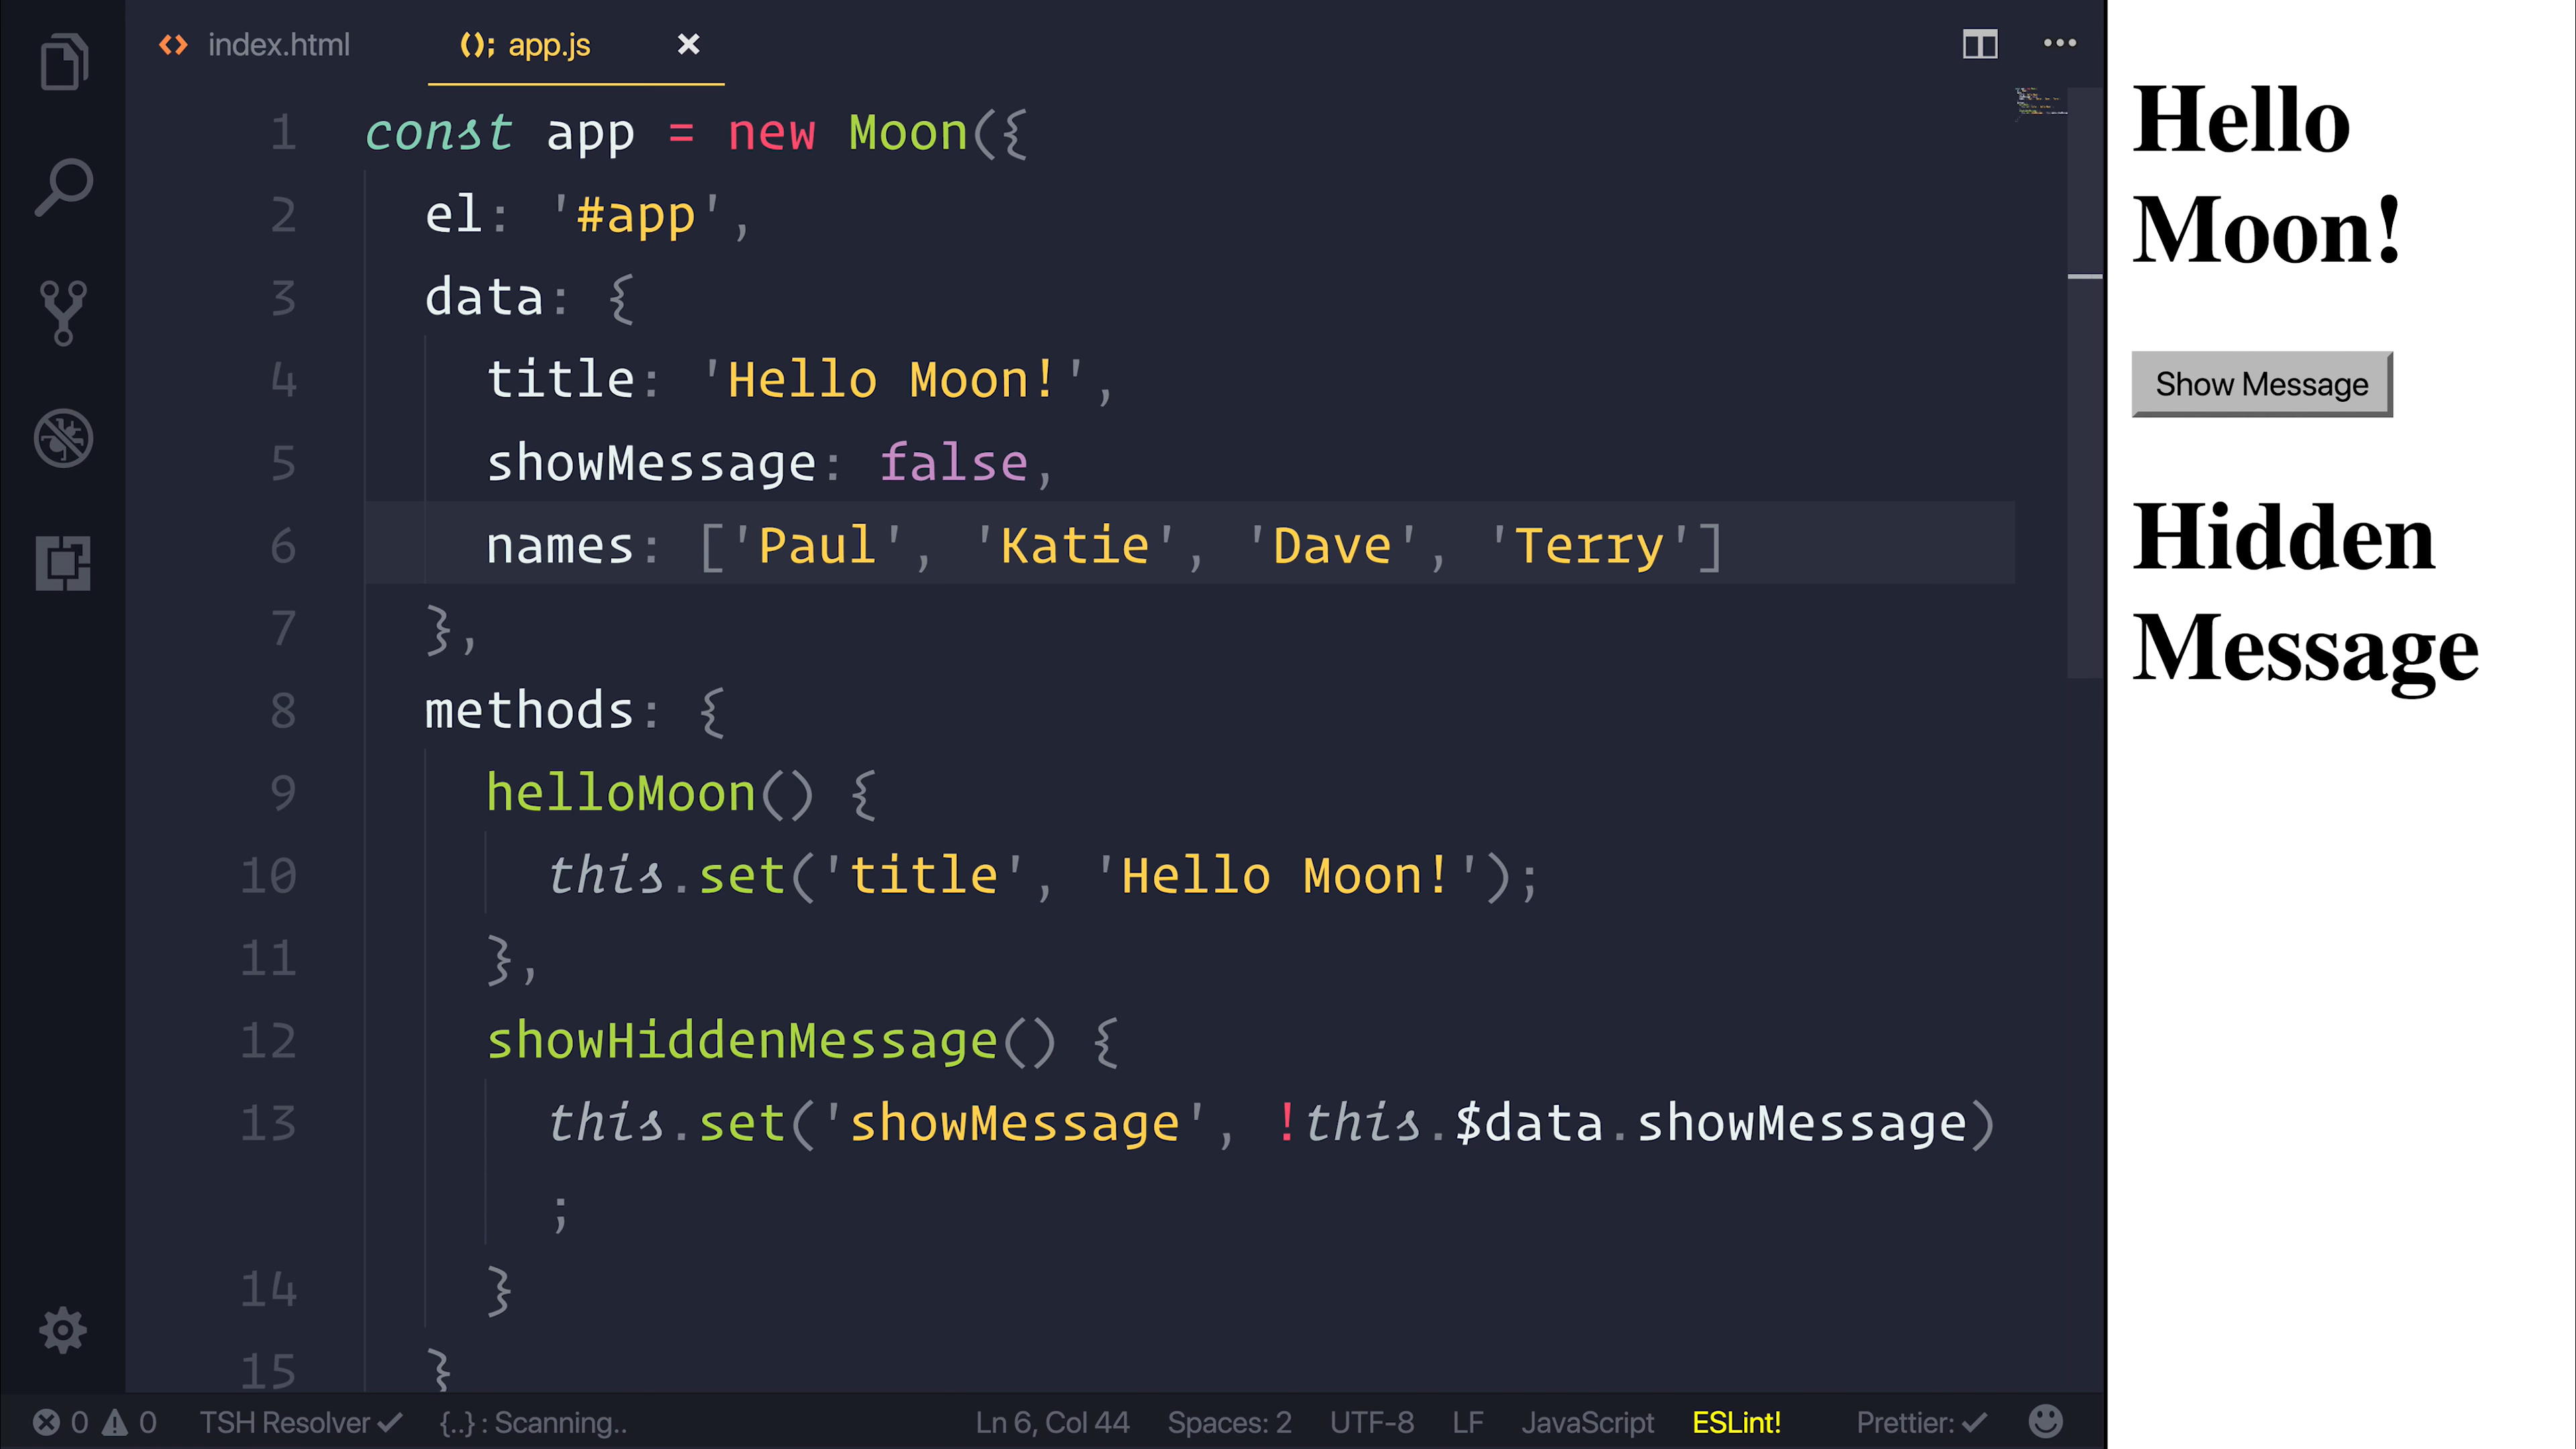 index.html
(); app.js
1 const app = new Moon({
2 el: '#app',
3 data: {
4 title: 'Hello Moon!',
5 showMessage: false,
6 names: ['Paul', 'Katie', 'Dave', 'Terry']
7 },
8 methods: {
9 helloMoon() {
10 this.set('title', 'Hello Moon!');
11 },
12 showHiddenMessage() {
13 this.set('showMessage', !this.$data.showMessage)
;
14 }
15 }
0 0 TSH Resolver {..} : Scanning.. Ln 6, Col 44 Spaces: 2 UTF-8 LF JavaScript ESLint! Prettier:
Hello
Moon!
Show Message
Hidden
Message